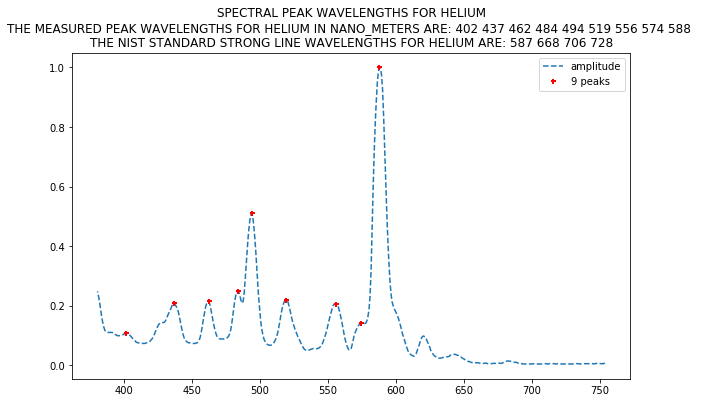 SPECTRAL PEAK WAVELENGTHS FOR HELIUM
THE MEASURED PEAK WAVELENGTHS FOR HELIUM IN NANO_METERS ARE: 402 437 462 484 494 519 556 574 588
THE NIST STANDARD STRONG LINE WAVELENGTHS FOR HELIUM ARE: 587 668 706 728
amplitude
9 peaks
1.0
0.8
0.6
0.4
0.2
0.0
400 450 500 550 600 650 700 750